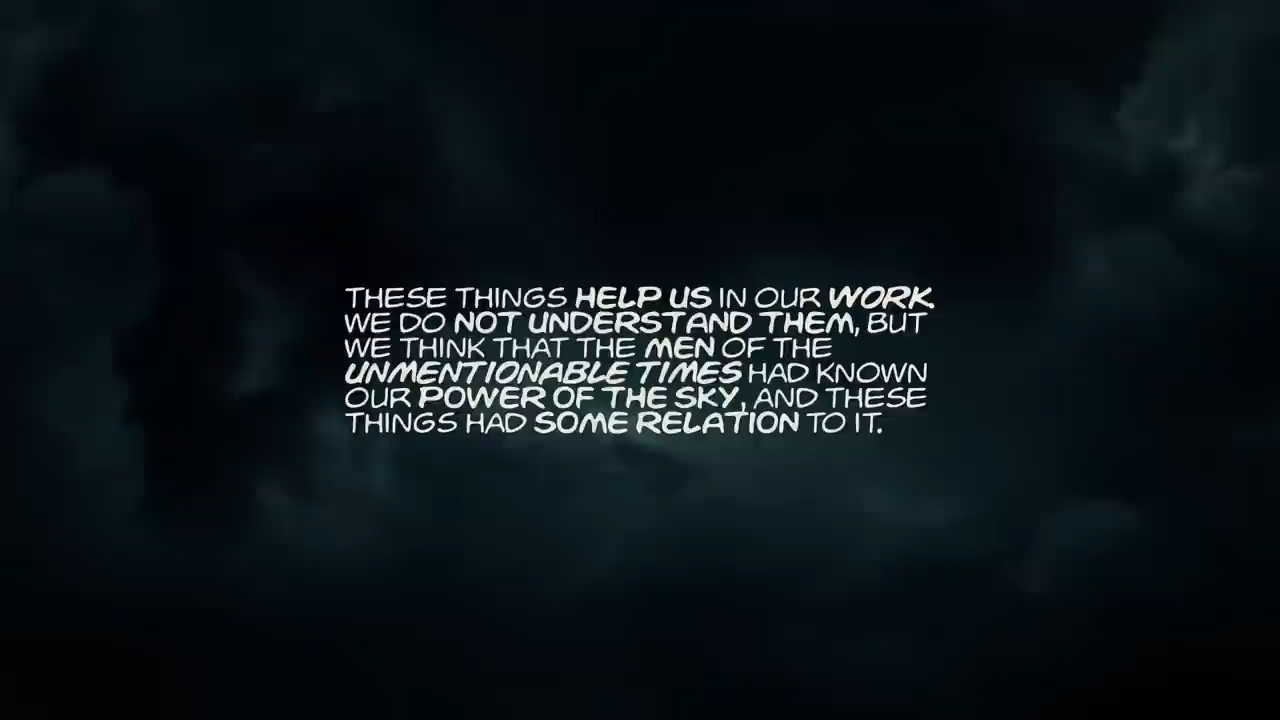 THESE THINGS HELP US IN OUR WORK.
WE DO NOT UNDERSTAND THEM, BUT
WE THINK THAT THE MEN OF THE
UNMENTIONABLE TIMES HAD KNOWN
OUR POWER OF THE SKY, AND THESE
THINGS HAD SOME RELATION TO IT.